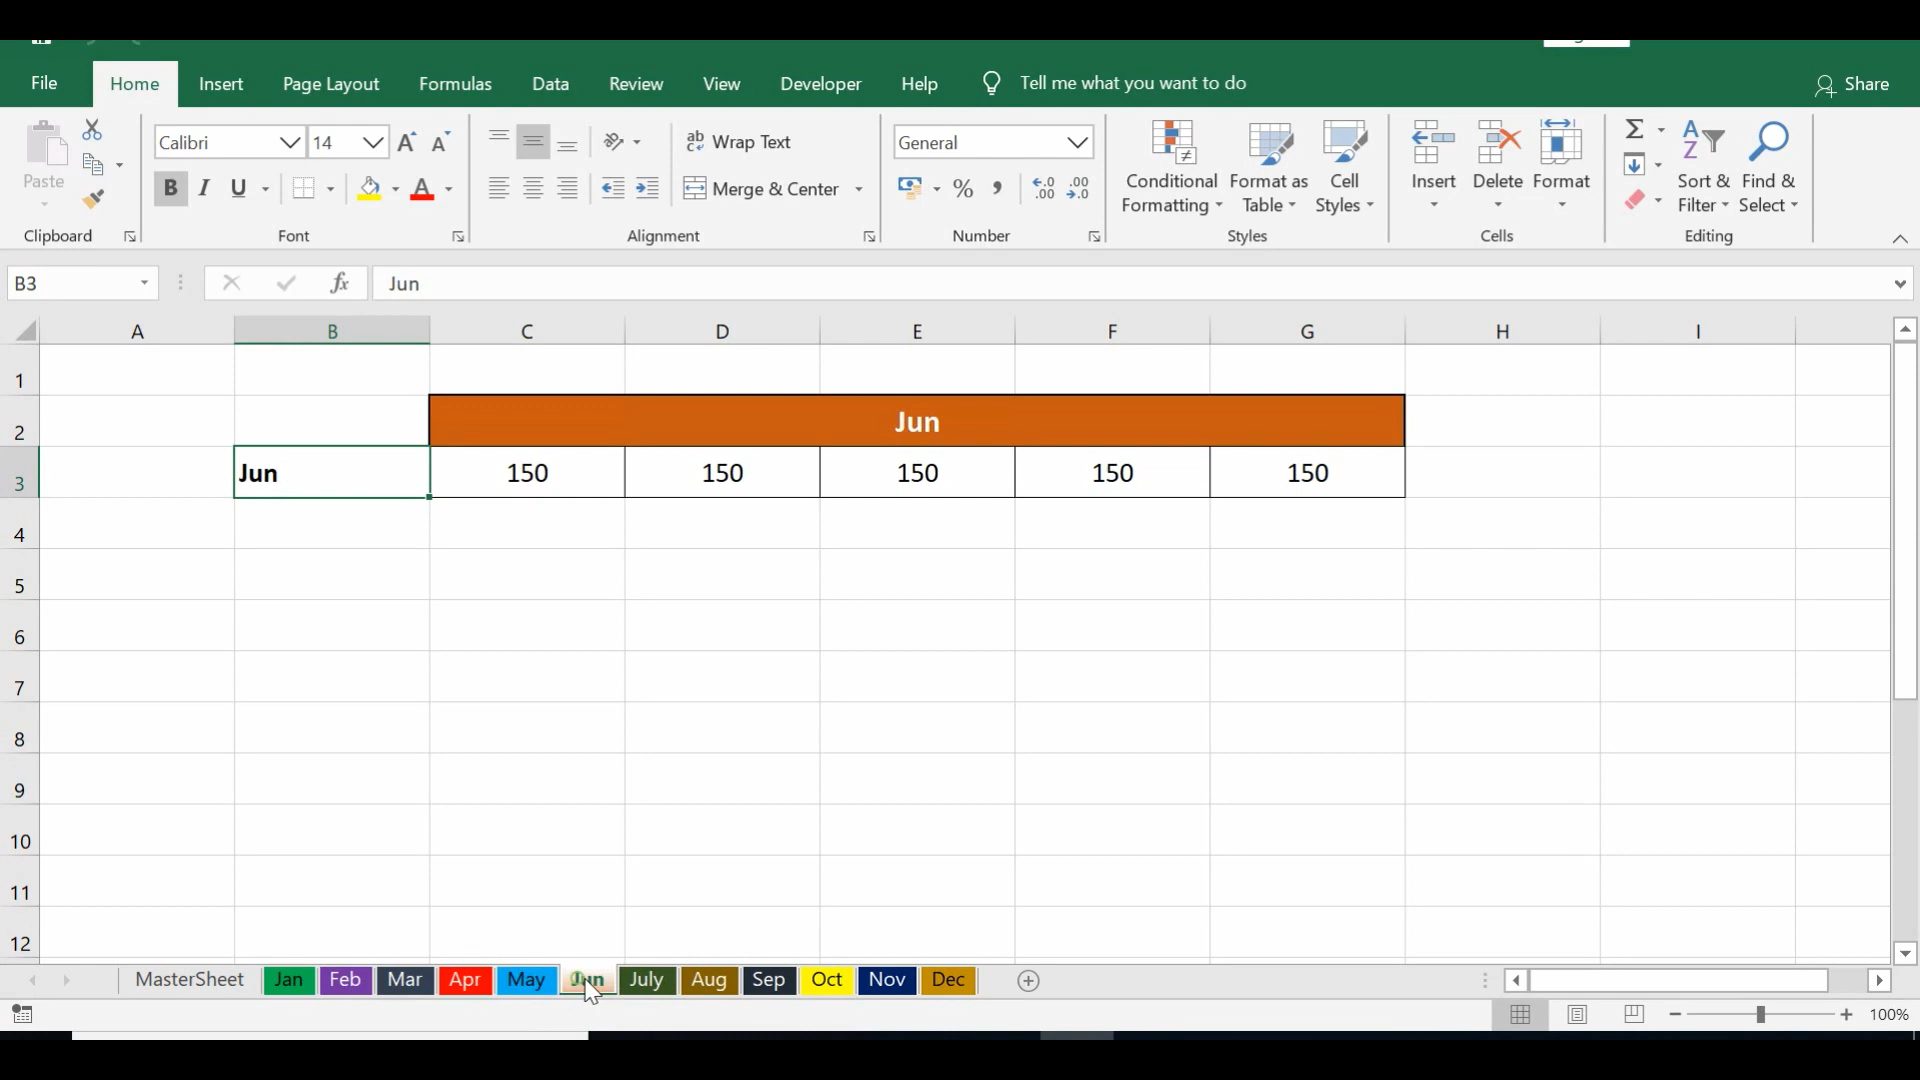 File Home Insert Page Layout Formulas Data Review View Developer Help Tell me what you want to do Share
Paste
Calibri 14
B I U
ab Wrap Text
Merge & Center
General
Conditional Formatting
Format as Table
Cell Styles
Insert Delete Format
Sort & Filter
Find & Select
Clipboard Font Alignment Number Styles Cells Editing
B3 fx Jun
A B C D E F G H I
1
2 Jun
3 Jun 150 150 150 150 150
4
5
6
7
8
9
10
11
12
MasterSheet Jan Feb Mar Apr May Jun July Aug Sep Oct Nov Dec
100%